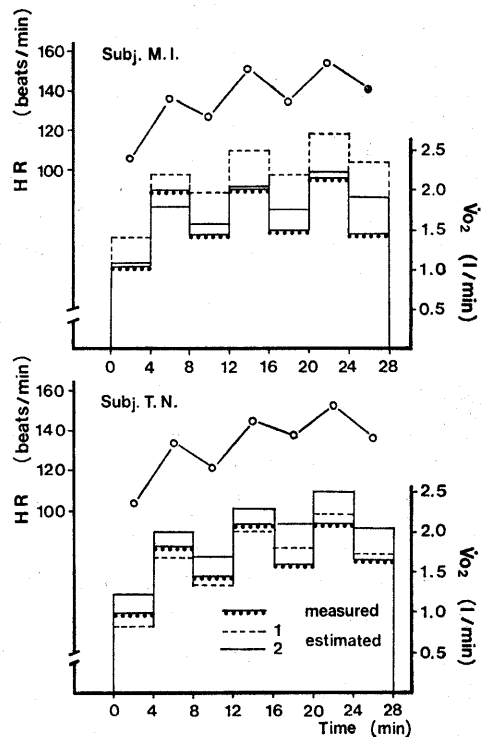 HR (beats/min)
160
140
120
100
Subj. M.I.
2.5
2.0
1.5
1.0
0.5
V̇o₂ (l/min)
0 4 8 12 16 20 24 28
HR (beats/min)
160
140
120
100
Subj. T.N.
2.5
2.0
1.5
1.0
0.5
V̇o₂ (l/min)
measured
1
estimated
2
0 4 8 12 16 20 24 28
Time (min)